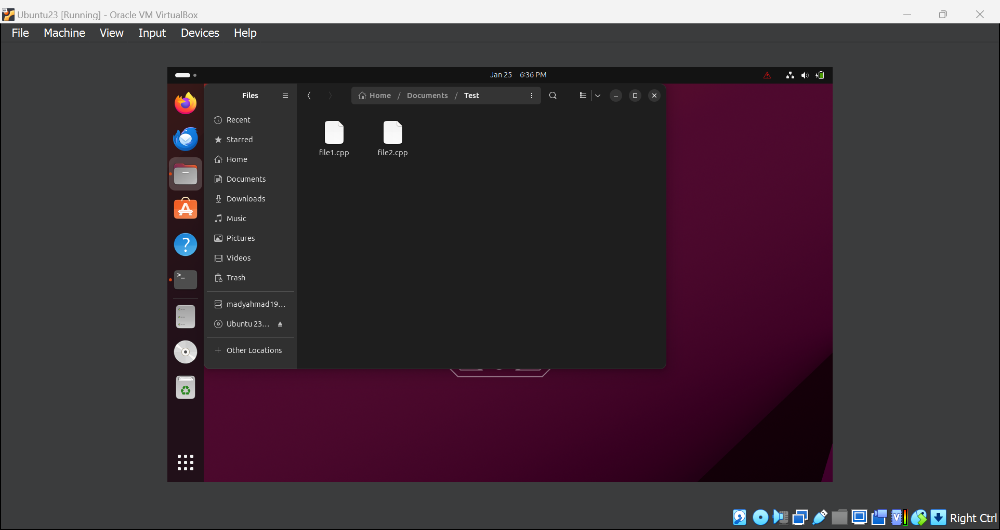 Ubuntu23 [Running] - Oracle VM VirtualBox
File Machine View Input Devices Help
Jan 25 6:36 PM
Files
Home / Documents / Test
Recent
Starred
Home
Documents
Downloads
Music
Pictures
Videos
Trash
madyahmad19...
Ubuntu 23...
Other Locations
file1.cpp
file2.cpp
Right Ctrl